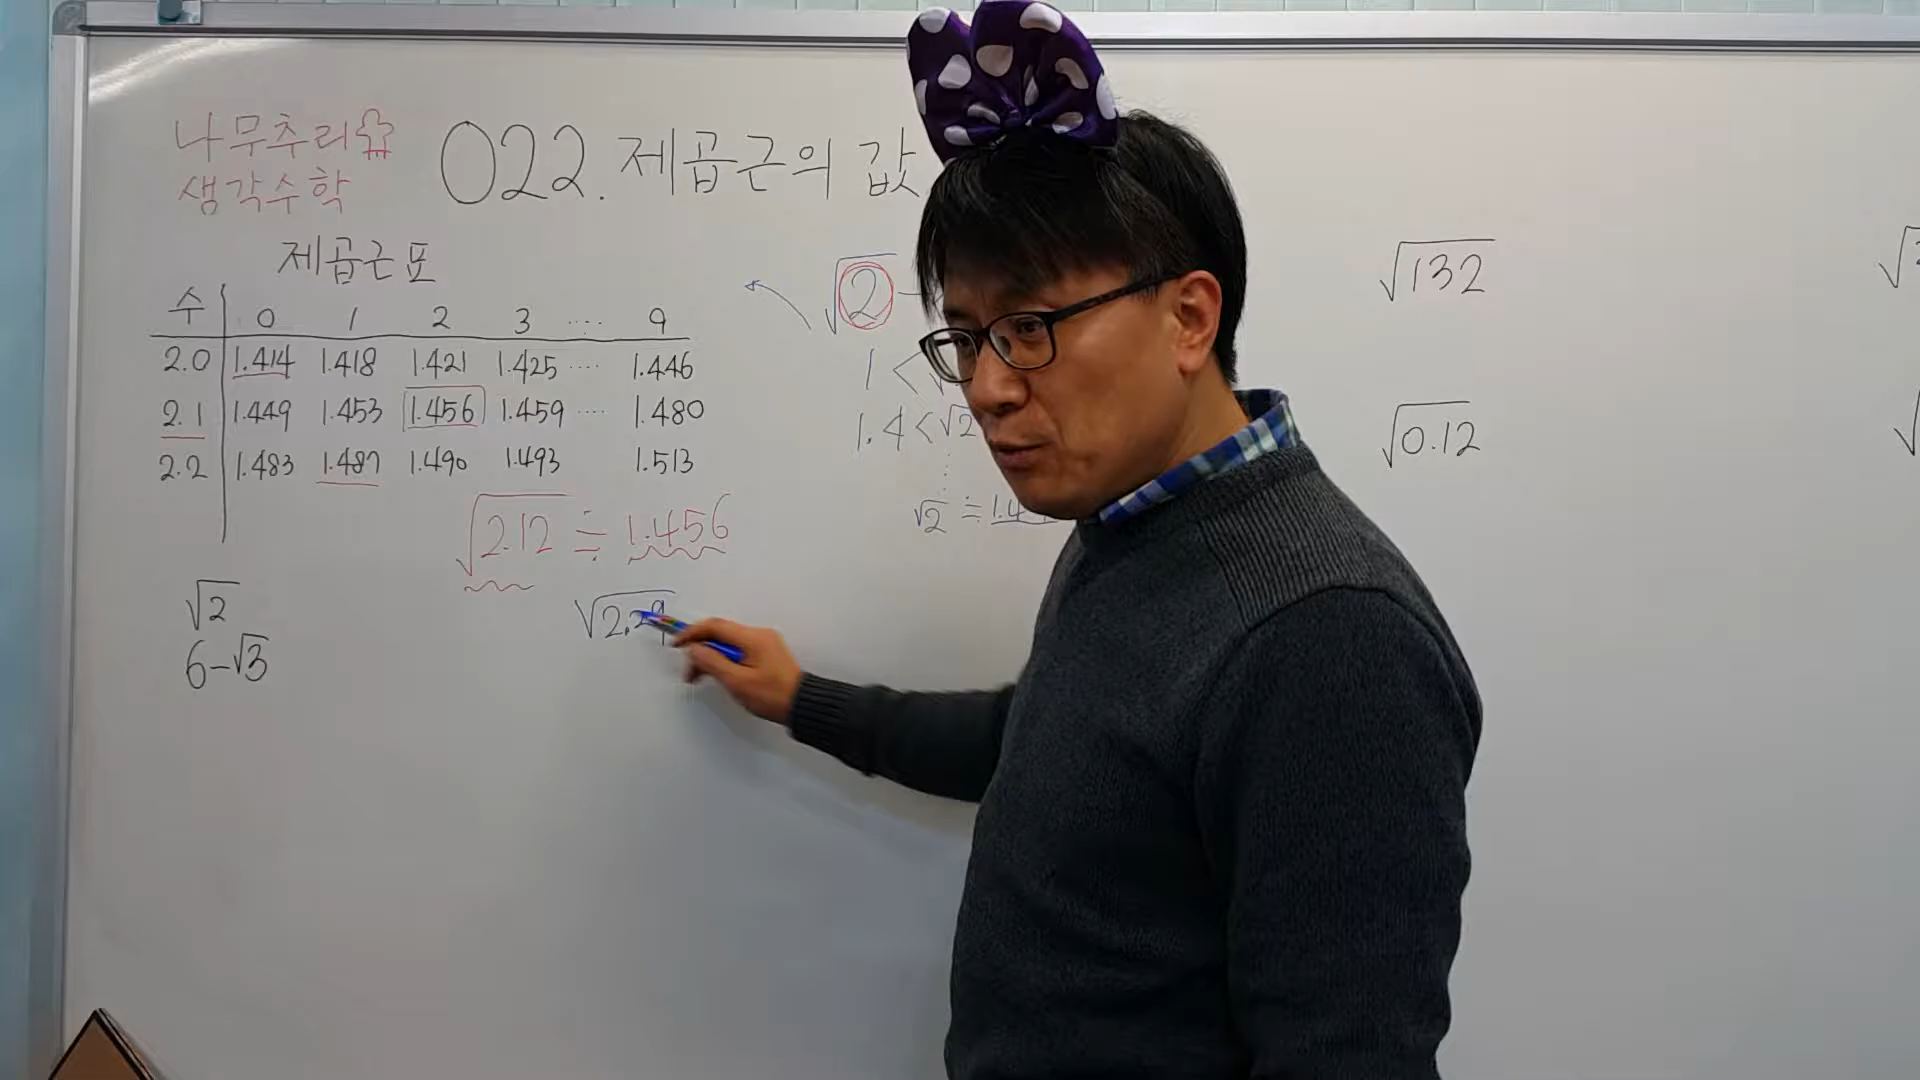 나무추리
생각수학
022. 제곱근의 값
제곱근표
수 0 1 2 3 .... 9
2.0 1.414 1.418 1.421 1.425 .... 1.446
2.1 1.449 1.453 1.456 1.459 .... 1.480
2.2 1.483 1.487 1.490 1.493 1.513
√2.12 ≒ 1.456
√2.29
√2
6-√3
√2
1 <
1.4 < √2
√2 ≒ 1.4
√132
√0.12